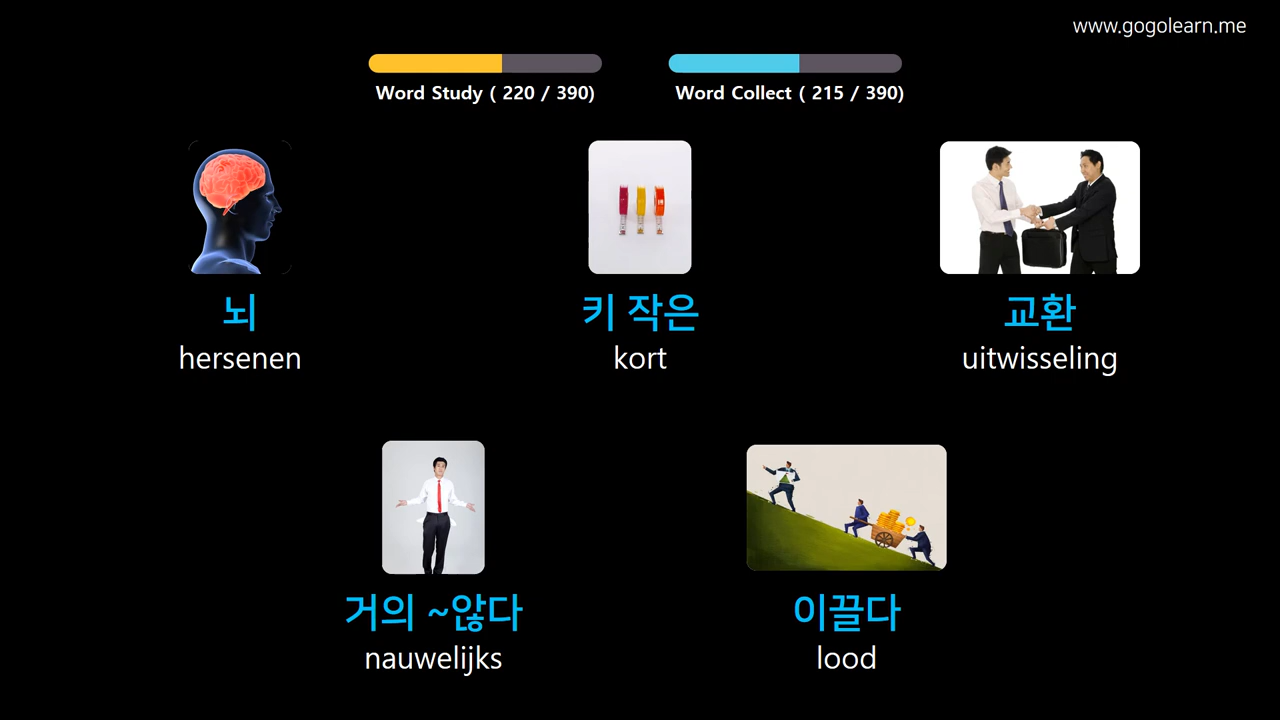 www.gogolearn.me
Word Study ( 220 / 390)
Word Collect ( 215 / 390)
뇌
hersenen
키 작은
kort
교환
uitwisseling
거의 ~않다
nauwelijks
이끌다
lood